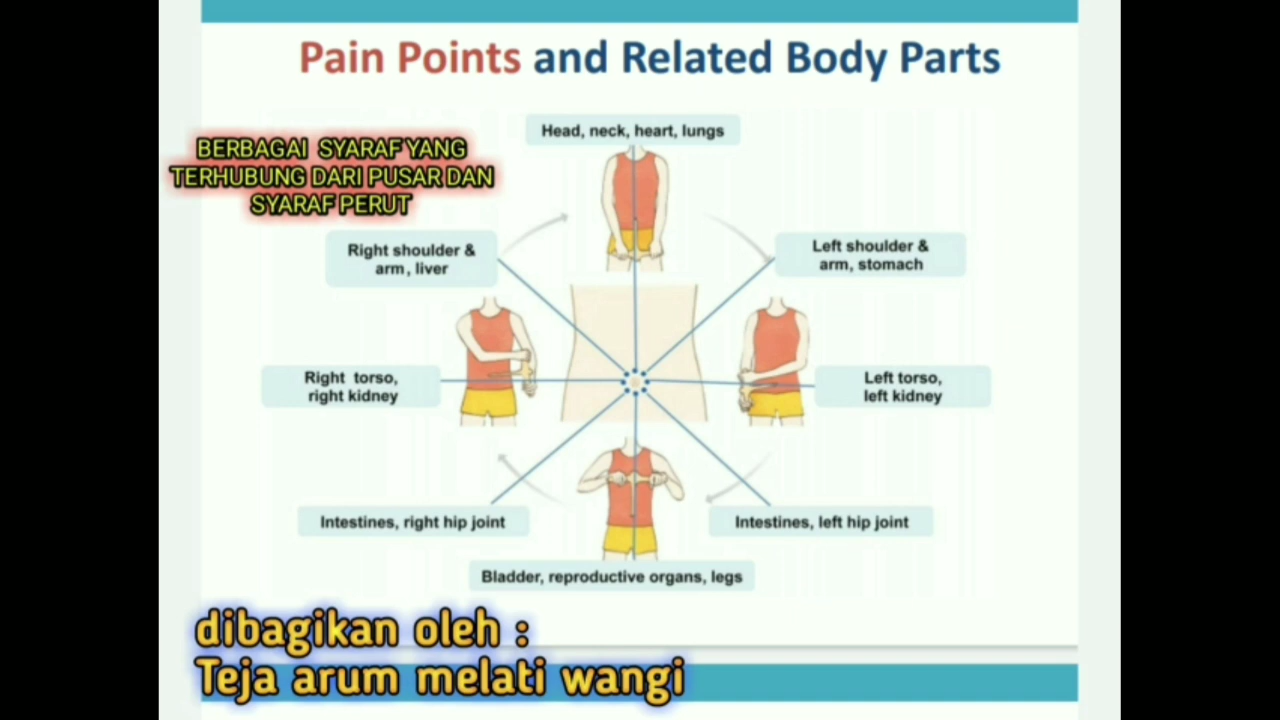 Pain Points and Related Body Parts
Head, neck, heart, lungs
BERBAGAI SYARAF YANG
TERHUBUNG DARI PUSAR DAN
SYARAF PERUT
Right shoulder &
arm, liver
Left shoulder &
arm, stomach
Right torso,
right kidney
Left torso,
left kidney
Intestines, right hip joint
Intestines, left hip joint
Bladder, reproductive organs, legs
dibagikan oleh :
Teja arum melati wangi